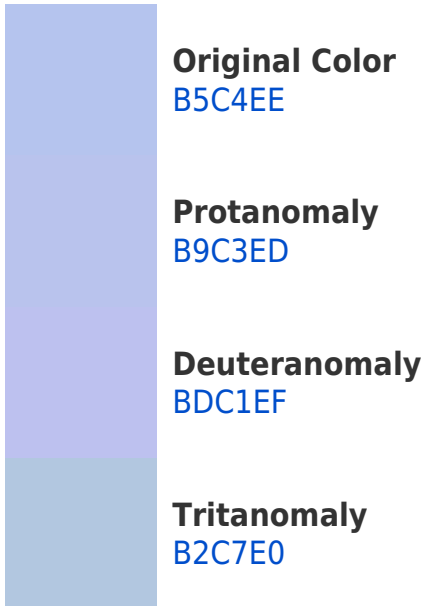 Original Color
B5C4EE
Protanomaly
B9C3ED
Deuteranomaly
BDC1EF
Tritanomaly
B2C7E0